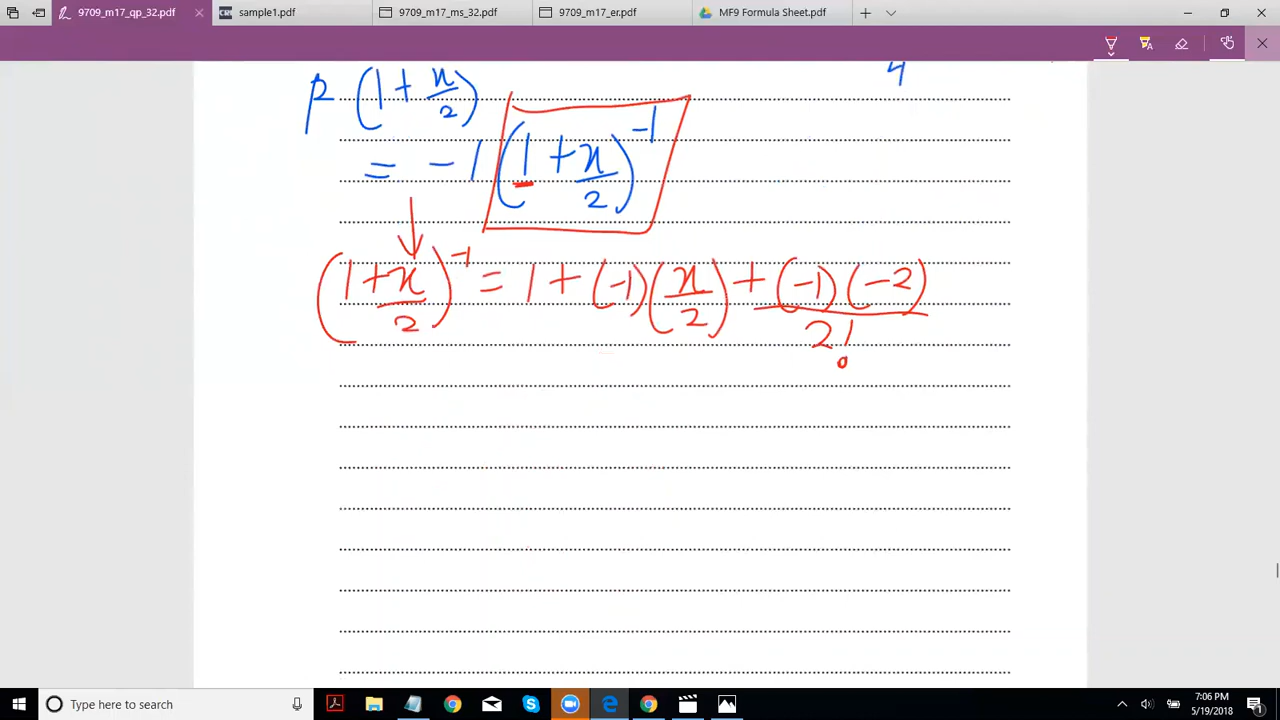 9709_m17_qp_32.pdf sample1.pdf 9709_m17_ms_32.pdf 9709_m17_er.pdf MF9 Formula Sheet.pdf
4
(1 + x/2)
= -1 (1 + x/2)^-1
(1 + x/2)^-1 = 1 + (-1)(x/2) + (-1)(-2)/2!
Type here to search
7:06 PM
5/19/2018